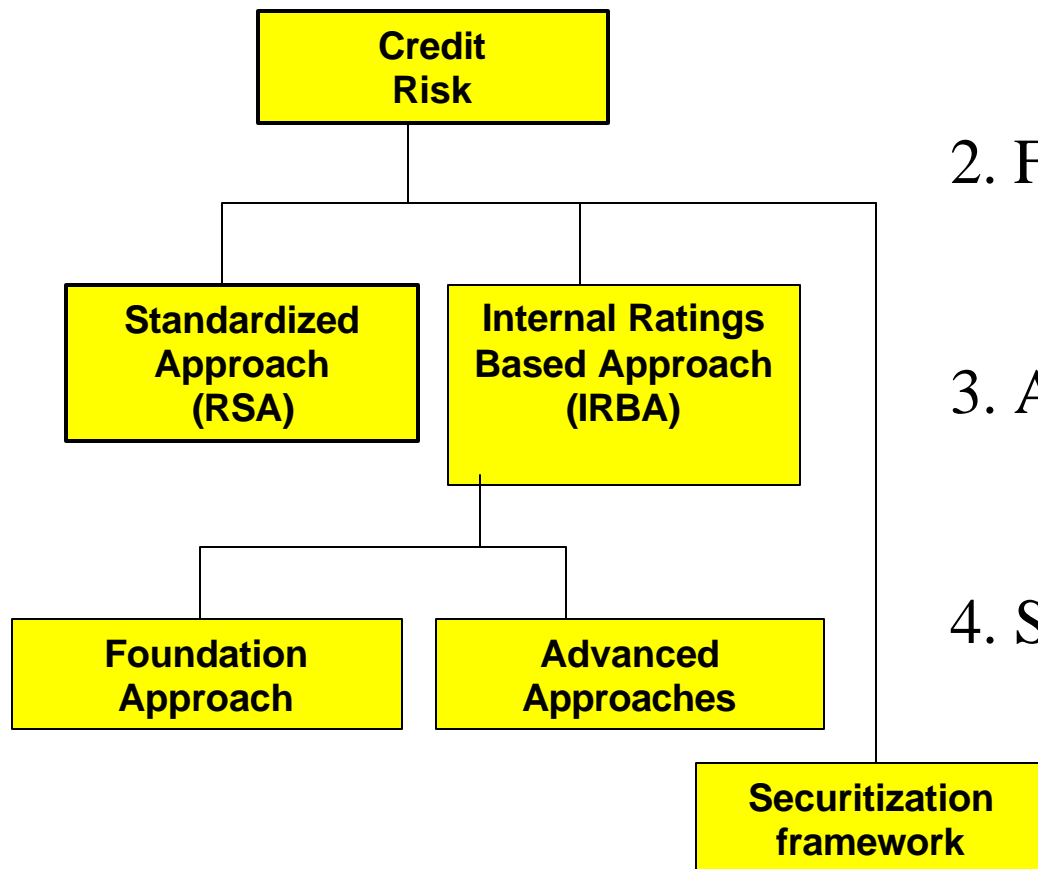 Credit
Risk
2. F
Standardized
Approach
(RSA)
Internal Ratings
Based Approach
(IRBA)
3. A
Foundation
Approach
Advanced
Approaches
4. S
Securitization
framework